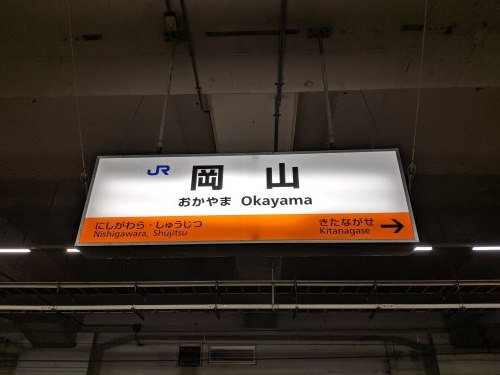 JR 岡山
おかやま Okayama
にしがわら・しゅうじつ きたながせ
Nishigawara, Shūjitsu Kitanagase